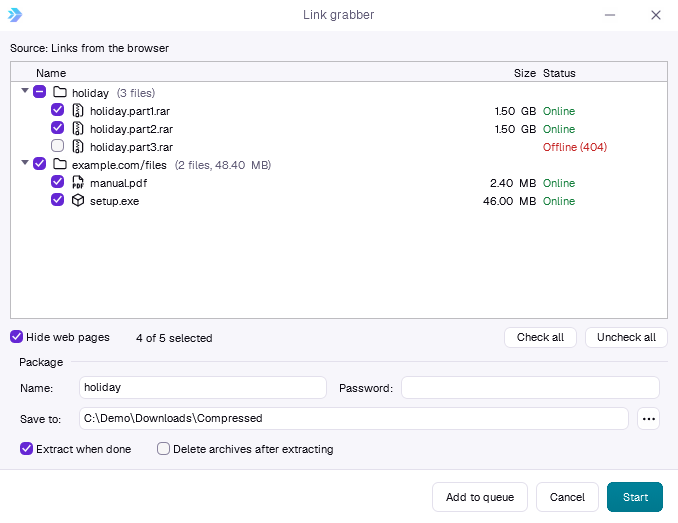 Link grabber
Source: Links from the browser
Name Size Status
holiday (3 files)
holiday.part1.rar 1.50 GB Online
holiday.part2.rar 1.50 GB Online
holiday.part3.rar Offline (404)
example.com/files (2 files, 48.40 MB)
manual.pdf 2.40 MB Online
setup.exe 46.00 MB Online
Hide web pages 4 of 5 selected Check all Uncheck all
Package
Name: holiday Password:
Save to: C:\Demo\Downloads\Compressed ...
Extract when done Delete archives after extracting
Add to queue Cancel Start